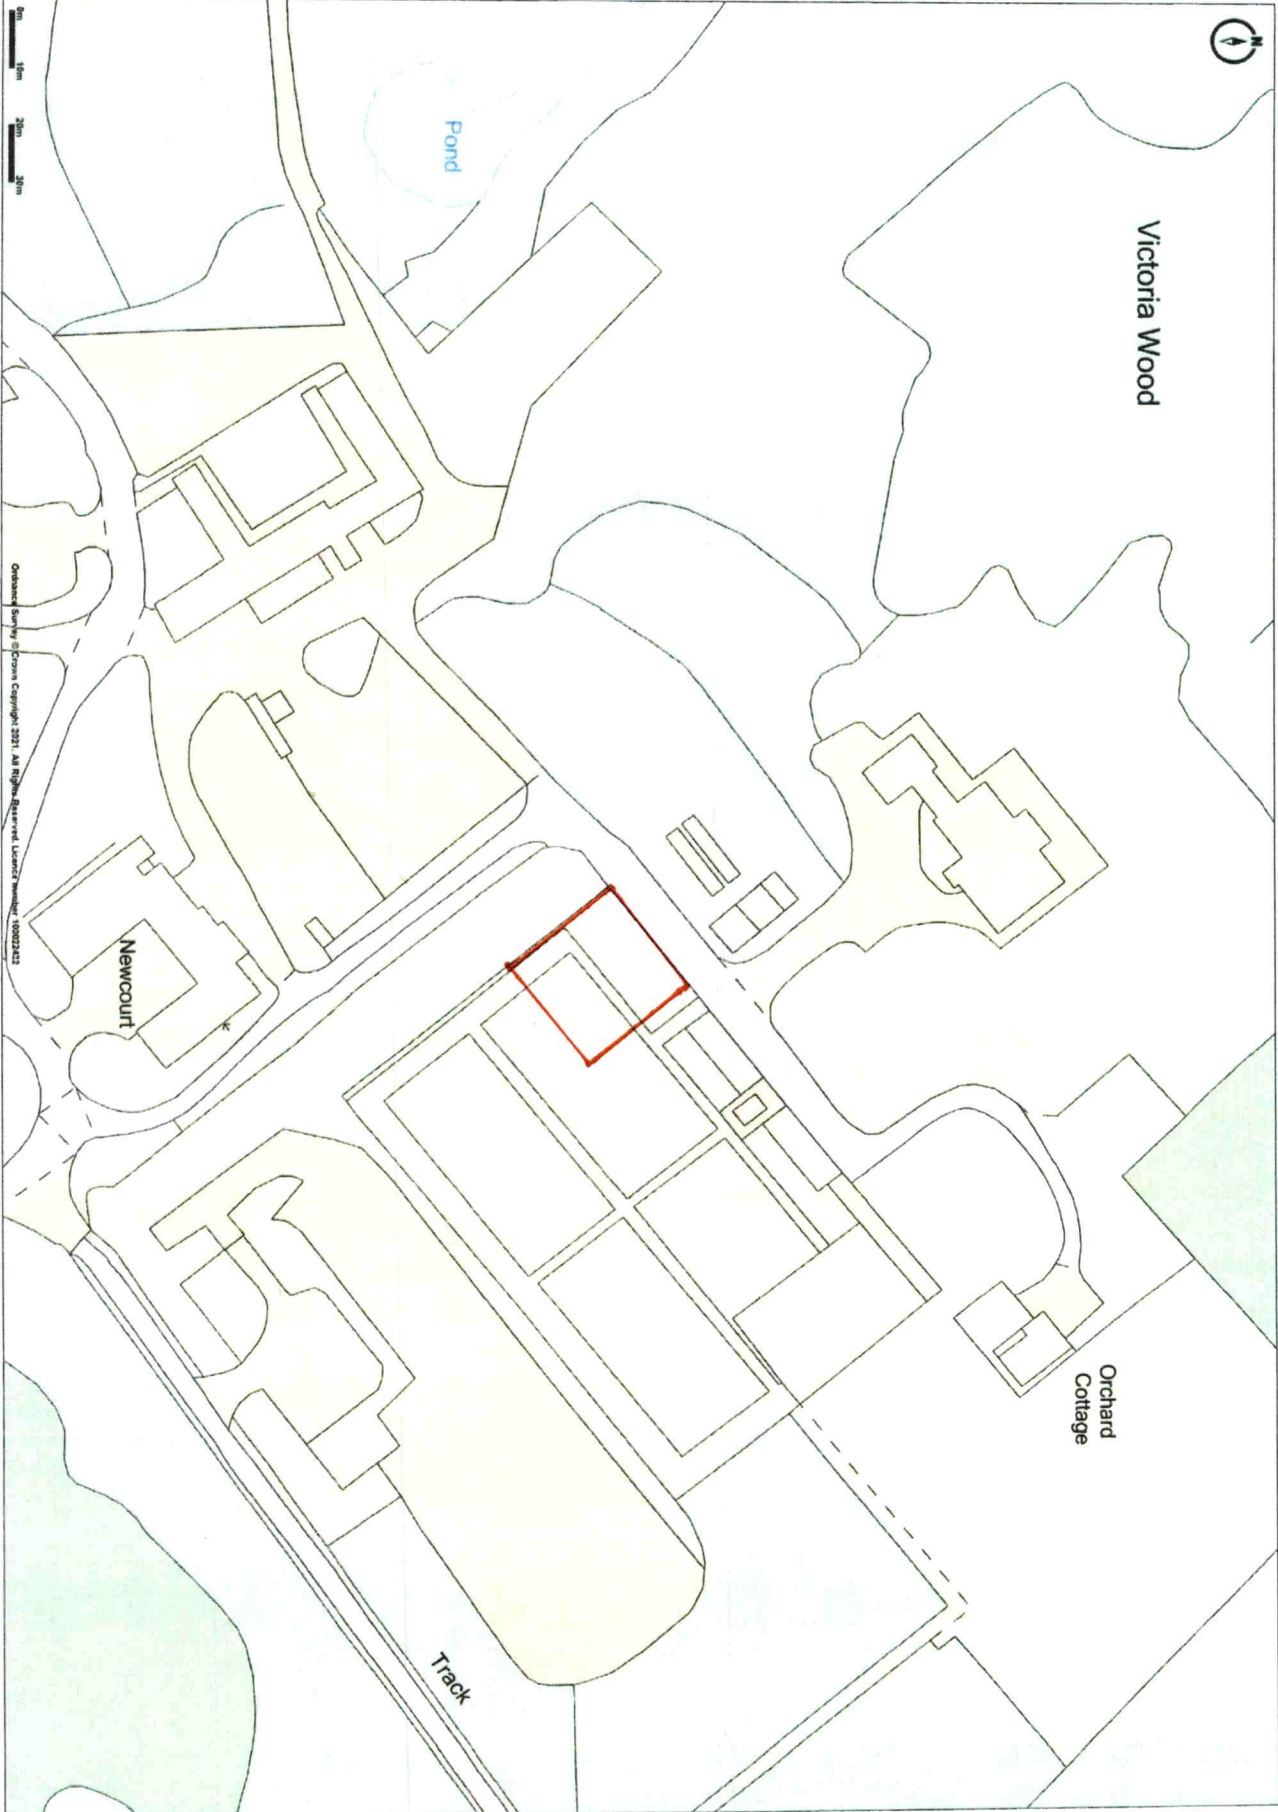 N
Victoria Wood
Pond
Orchard
Cottage
Newcourt
Track
0m
10m
20m
30m
Ordnance Survey © Crown Copyright 2021. All Rights Reserved. Licence number 100022432